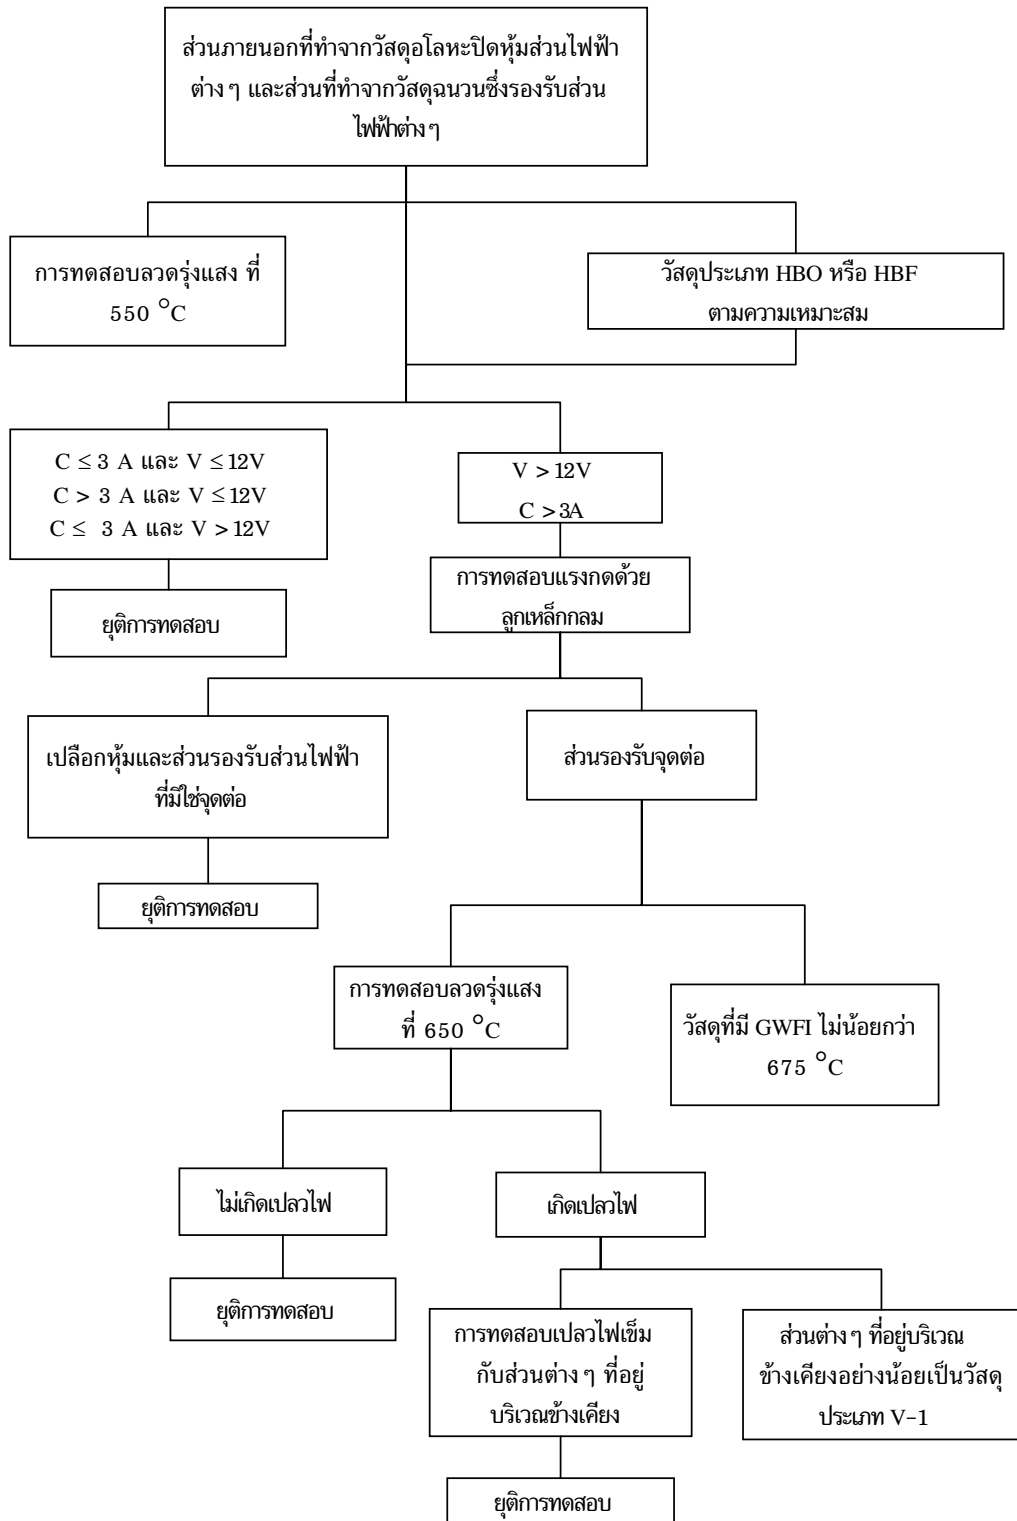 ส่วนภายนอกที่ทำจากวัสดุอโลหะปิดหุ้มส่วนไฟฟ้า
ต่าง ๆ และส่วนที่ทำจากวัสดุฉนวนซึ่งรองรับส่วน
ไฟฟ้าต่างๆ
การทดสอบลวดรุ่งแสง ที่
550 °C
วัสดุประเภท HBO หรือ HBF
ตามความเหมาะสม
C ≤ 3 A และ V ≤ 12V
C > 3 A และ V ≤ 12V
C ≤ 3 A และ V > 12V
V > 12V
C > 3A
ยุติการทดสอบ
การทดสอบแรงกดด้วย
ลูกเหล็กกลม
เปลือกหุ้มและส่วนรองรับส่วนไฟฟ้า
ที่มิใช่จุดต่อ
ส่วนรองรับจุดต่อ
ยุติการทดสอบ
การทดสอบลวดรุ่งแสง
ที่ 650 °C
วัสดุที่มี GWFI ไม่น้อยกว่า
675 °C
ไม่เกิดเปลวไฟ
เกิดเปลวไฟ
ยุติการทดสอบ
การทดสอบเปลวไฟเข็ม
กับส่วนต่าง ๆ ที่อยู่
บริเวณข้างเคียง
ส่วนต่าง ๆ ที่อยู่บริเวณ
ข้างเคียงอย่างน้อยเป็นวัสดุ
ประเภท V-1
ยุติการทดสอบ